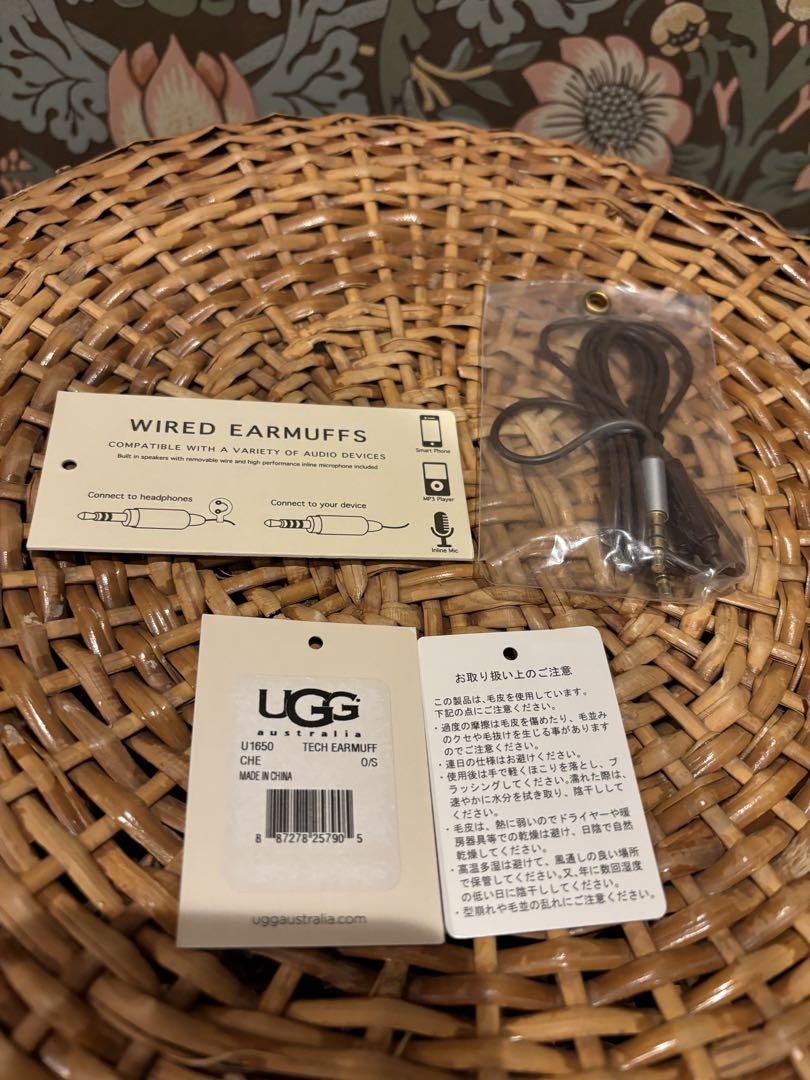 WIRED EARMUFFS
COMPATIBLE WITH A VARIETY OF AUDIO DEVICES
Built in speakers with removable wire and high performance inline microphone included
Connect to headphones
Connect to your device
Smart Phone
MP3 Player
Inline Mic
UGG
australia
U1650 TECH EARMUFF
CHE O/S
MADE IN CHINA
8 87278 25790 5
uggaustralia.com
お取り扱い上のご注意
この製品は、毛皮を使用しています。
下記の点にご注意ください。
・過度の摩擦は毛皮を傷めたり、毛並み
のクセや毛抜けを生じる事があります
のでご注意ください。
・連日の仕様はお避けください。
・使用後は手で軽くほこりを落とし、ブ
ラッシングしてください。濡れた際は、
速やかに水分を拭き取り、陰干しして
ください。
・毛皮は、熱に弱いのでドライヤーや暖
房器具等での乾燥は避け、日陰で自然
乾燥してください。
・高温多湿は避けて、風通しの良い場所
で保管してください。又、年に数回湿度
の低い日に陰干ししてください。
・型崩れや毛並の乱れにご注意ください。